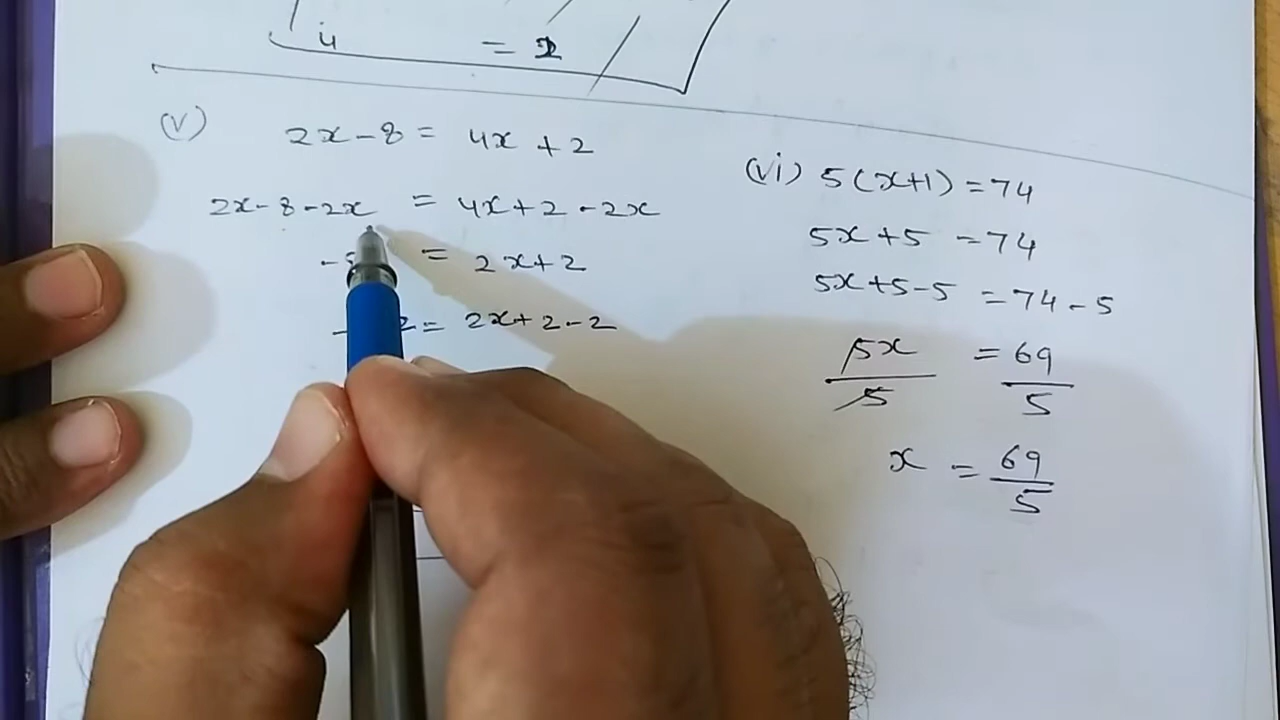 4 = x
(v) 2x-8 = 4x +2
2x-8-2x = 4x+2-2x
-8 = 2x+2
2 = 2x+2-2
(vi) 5(x+1) = 74
5x+5 = 74
5x+5-5 = 74-5
5x/5 = 69/5
x = 69/5